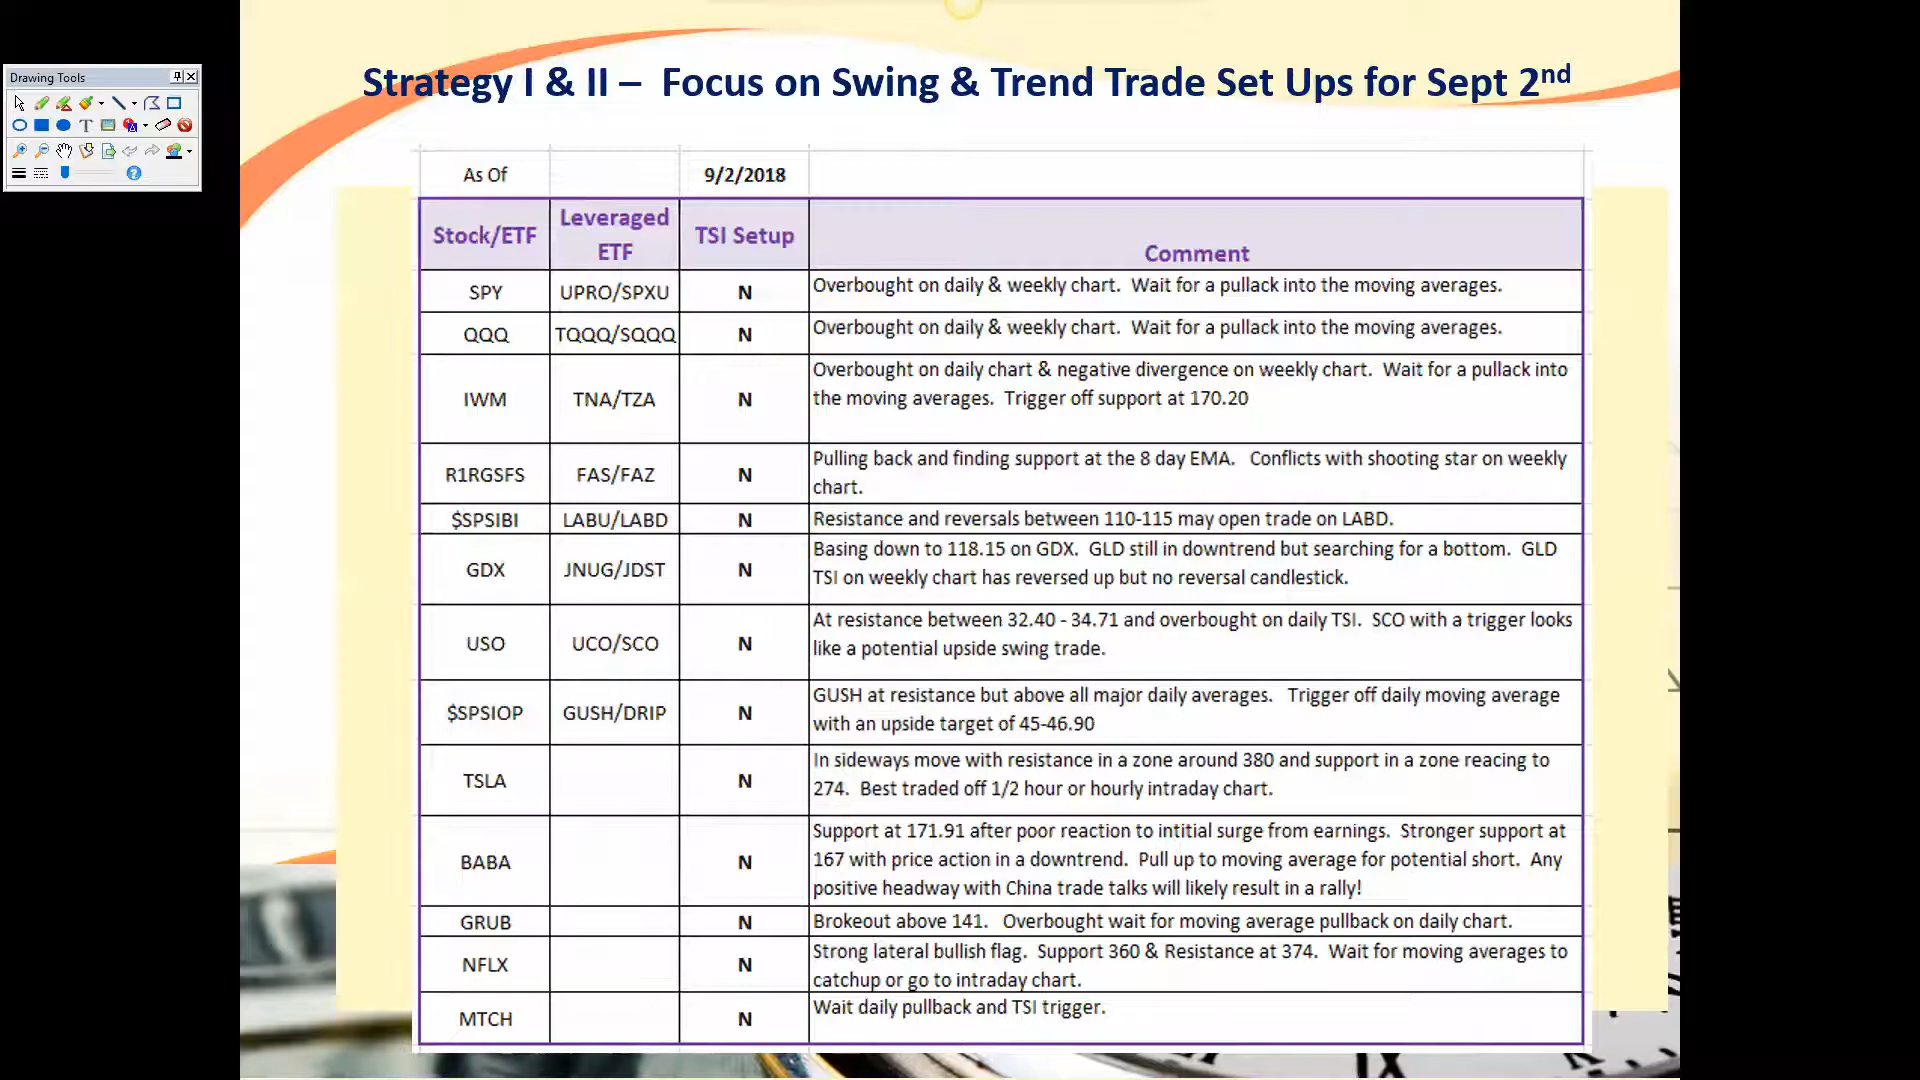 Drawing Tools
Strategy I & II – Focus on Swing & Trend Trade Set Ups for Sept 2nd
As Of 9/2/2018
Stock/ETF Leveraged ETF TSI Setup Comment
SPY UPRO/SPXU N Overbought on daily & weekly chart. Wait for a pullack into the moving averages.
QQQ TQQQ/SQQQ N Overbought on daily & weekly chart. Wait for a pullack into the moving averages.
IWM TNA/TZA N Overbought on daily chart & negative divergence on weekly chart. Wait for a pullack into
the moving averages. Trigger off support at 170.20
R1RGSFS FAS/FAZ N Pulling back and finding support at the 8 day EMA. Conflicts with shooting star on weekly
chart.
$SPSIBI LABU/LABD N Resistance and reversals between 110-115 may open trade on LABD.
GDX JNUG/JDST N Basing down to 118.15 on GDX. GLD still in downtrend but searching for a bottom. GLD
TSI on weekly chart has reversed up but no reversal candlestick.
USO UCO/SCO N At resistance between 32.40 - 34.71 and overbought on daily TSI. SCO with a trigger looks
like a potential upside swing trade.
$SPSIOP GUSH/DRIP N GUSH at resistance but above all major daily averages. Trigger off daily moving average
with an upside target of 45-46.90
TSLA N In sideways move with resistance in a zone around 380 and support in a zone reacing to
274. Best traded off 1/2 hour or hourly intraday chart.
BABA N Support at 171.91 after poor reaction to intitial surge from earnings. Stronger support at
167 with price action in a downtrend. Pull up to moving average for potential short. Any
positive headway with China trade talks will likely result in a rally!
GRUB N Brokeout above 141. Overbought wait for moving average pullback on daily chart.
NFLX N Strong lateral bullish flag. Support 360 & Resistance at 374. Wait for moving averages to
catchup or go to intraday chart.
MTCH N Wait daily pullback and TSI trigger.